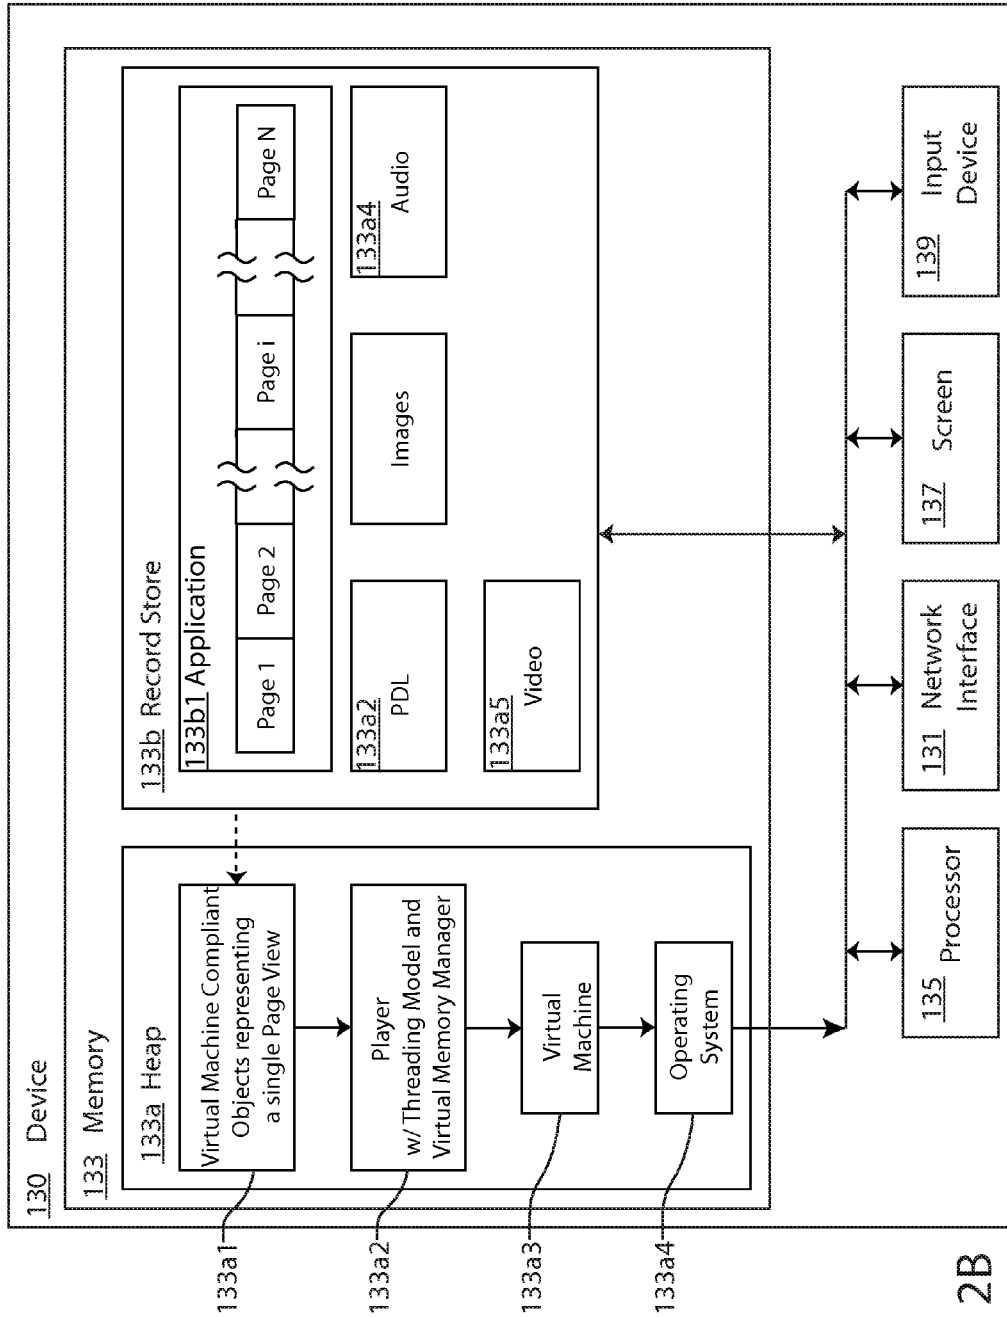 130 Device
133 Memory
133a Heap
Virtual Machine Compliant
Objects representing
a single Page View
Player
w/ Threading Model and
Virtual Memory Manager
Virtual
Machine
Operating
System
133a1
133a2
133a3
133a4
133b Record Store
133b1 Application
Page 1
Page 2
Page i
Page N
133a2
PDL
Images
133a4
Audio
133a5
Video
135 Processor
131 Network
Interface
137 Screen
139 Input
Device
2B